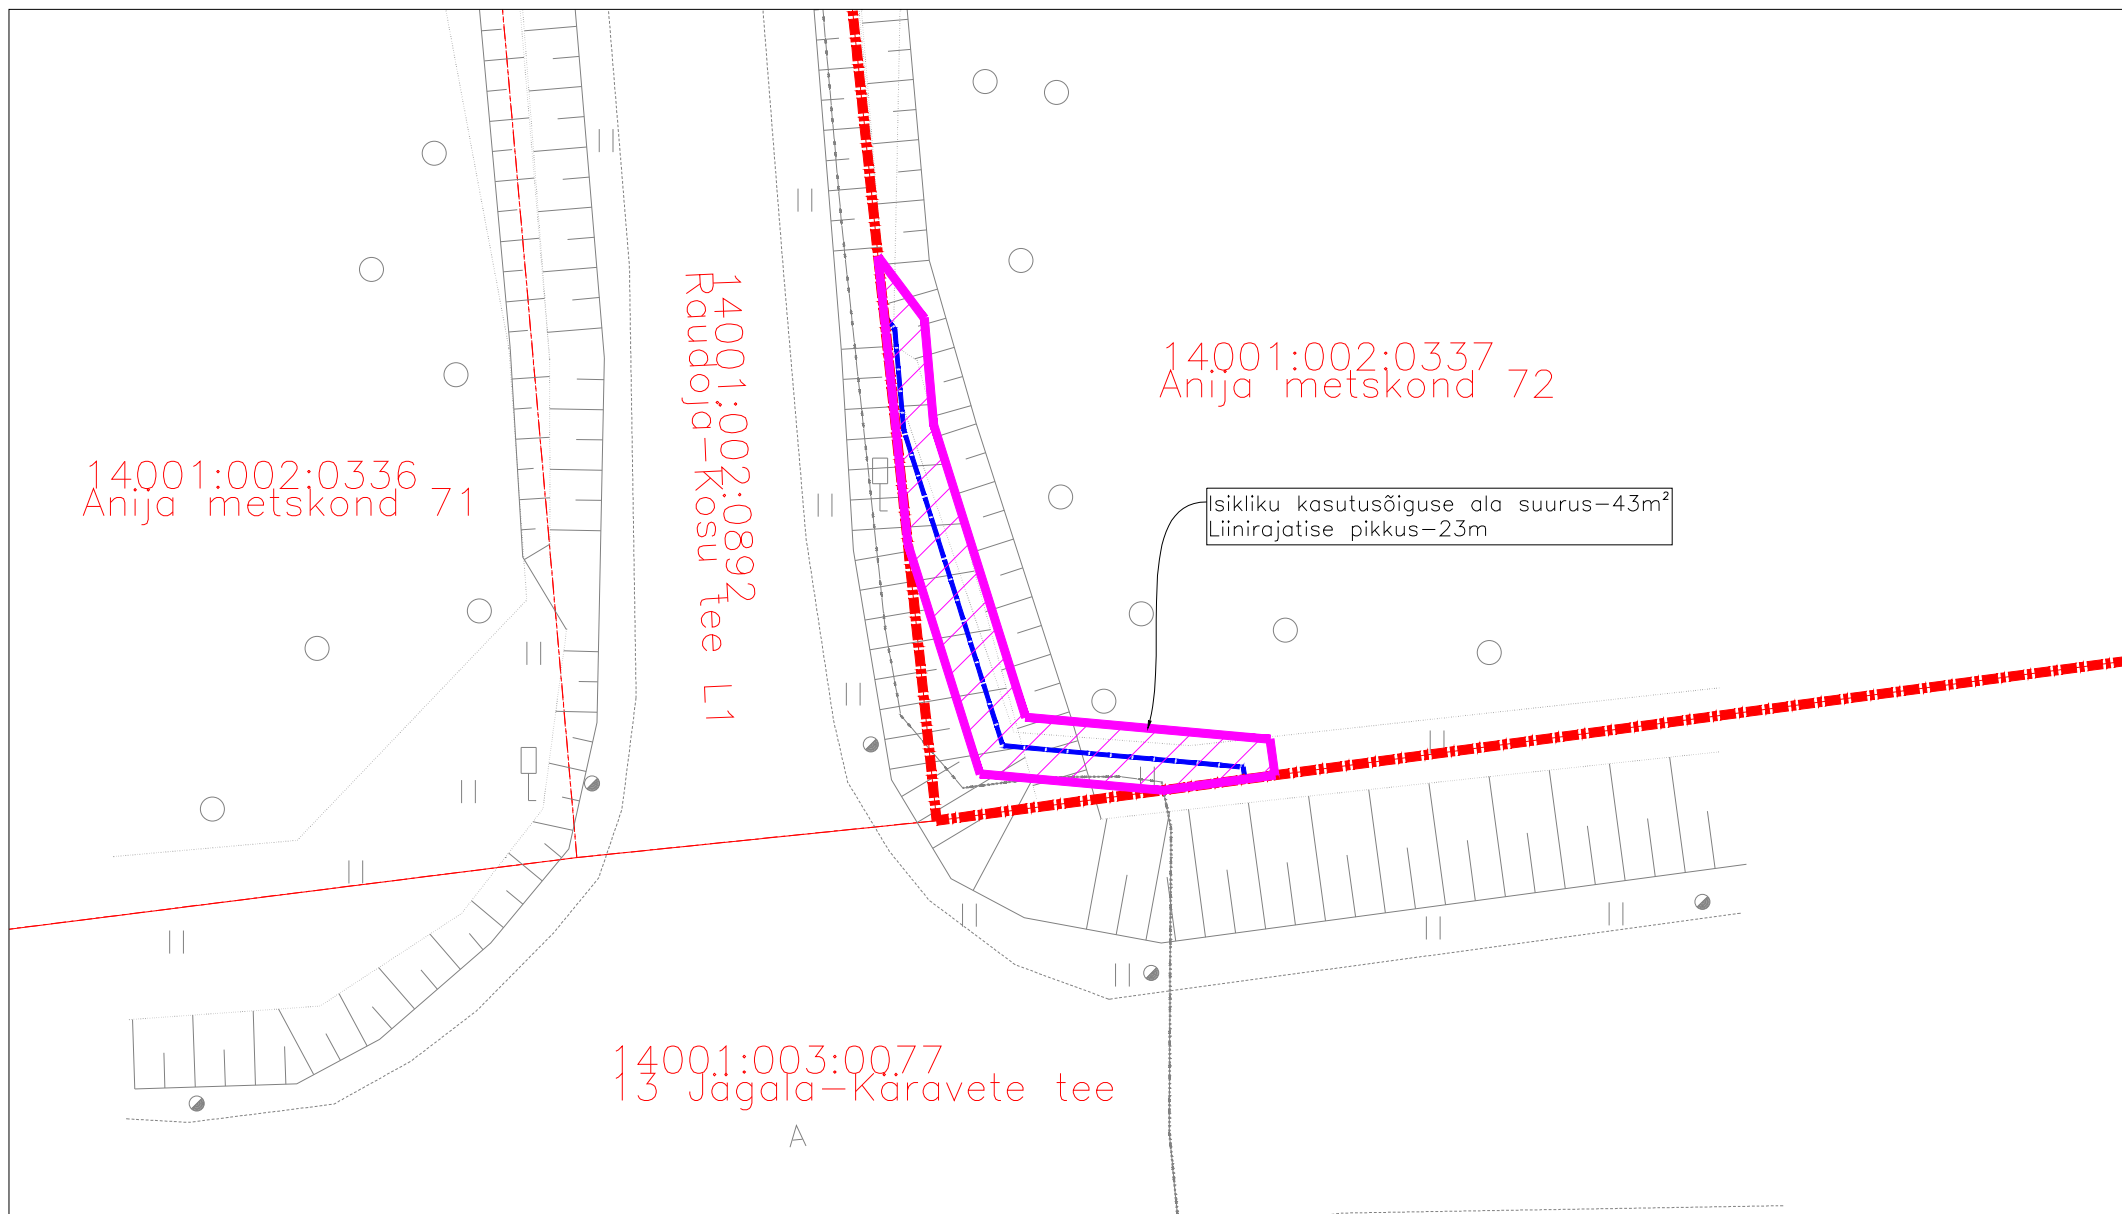 14001:002:0892
Raudoja-Kosu tee L1
14001:002:0337
Anija metskond 72
14001:002:0336
Anija metskond 71
Isikliku kasutusõiguse ala suurus-43m²
Liinirajatise pikkus-23m
14001:003:0077
13 Jägala-Käravete tee
A